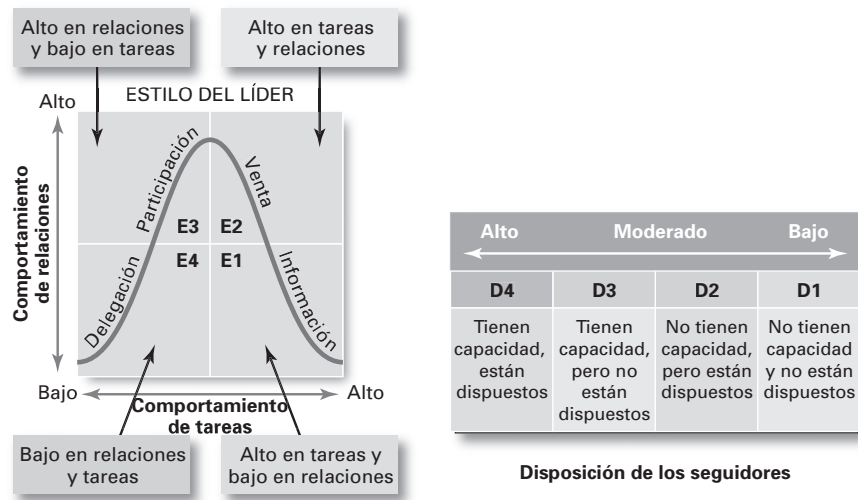 Alto en relaciones
y bajo en tareas
Alto en tareas
y relaciones
ESTILO DEL LÍDER
Alto
Comportamiento
de relaciones
Participación
Venta
E3
E2
E4
E1
Delegación
Información
Bajo
Alto
Comportamiento
de tareas
Bajo en relaciones
y tareas
Alto en tareas y
bajo en relaciones
Alto
Moderado
Bajo
D4
D3
D2
D1
Tienen
capacidad,
están
dispuestos
Tienen
capacidad,
pero no
están
dispuestos
No tienen
capacidad,
pero están
dispuestos
No tienen
capacidad
y no están
dispuestos
Disposición de los seguidores